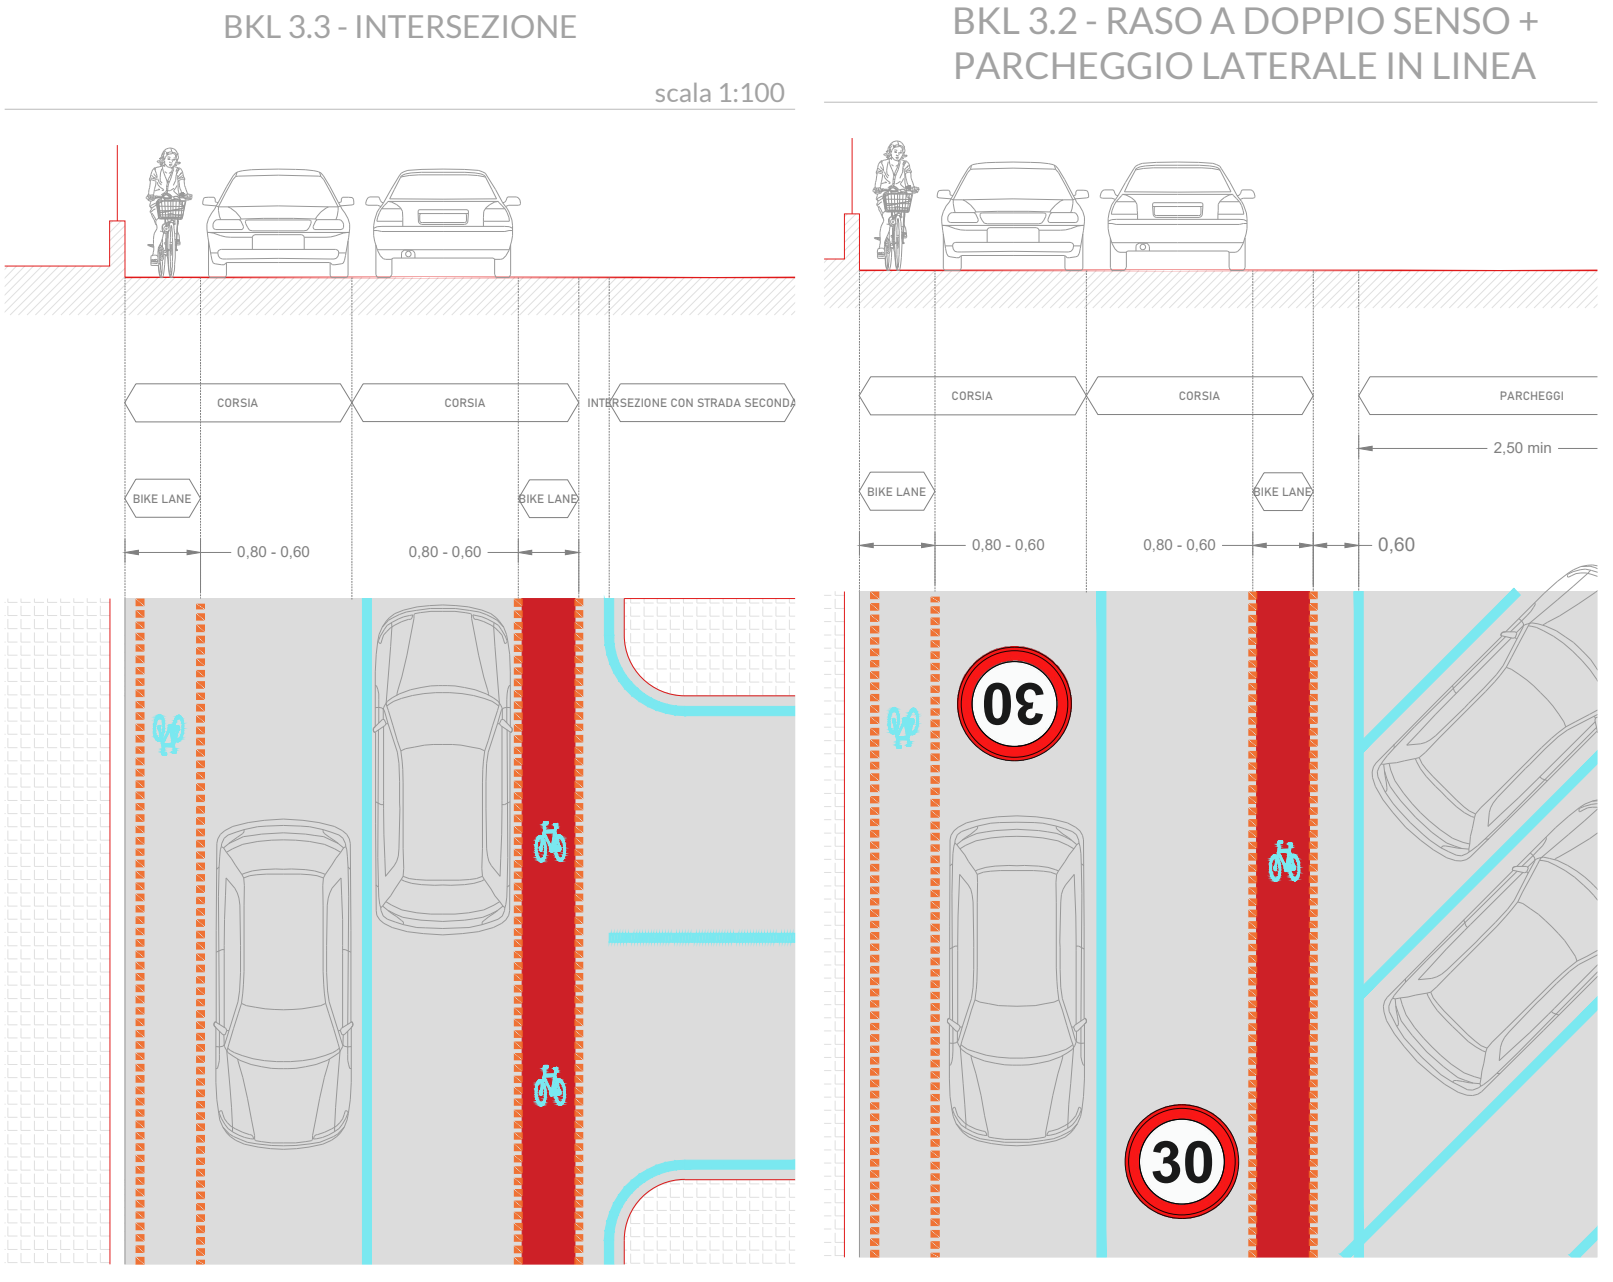 BKL 3.3 - INTERSEZIONE
scala 1:100
CORSIA
CORSIA
INTERSEZIONE CON STRADA SECONDA
BIKE LANE
BIKE LANE
0,80 - 0,60
0,80 - 0,60
BKL 3.2 - RASO A DOPPIO SENSO +
PARCHEGGIO LATERALE IN LINEA
CORSIA
CORSIA
PARCHEGGI
2,50 min
BIKE LANE
BIKE LANE
0,80 - 0,60
0,80 - 0,60
0,60
30
30